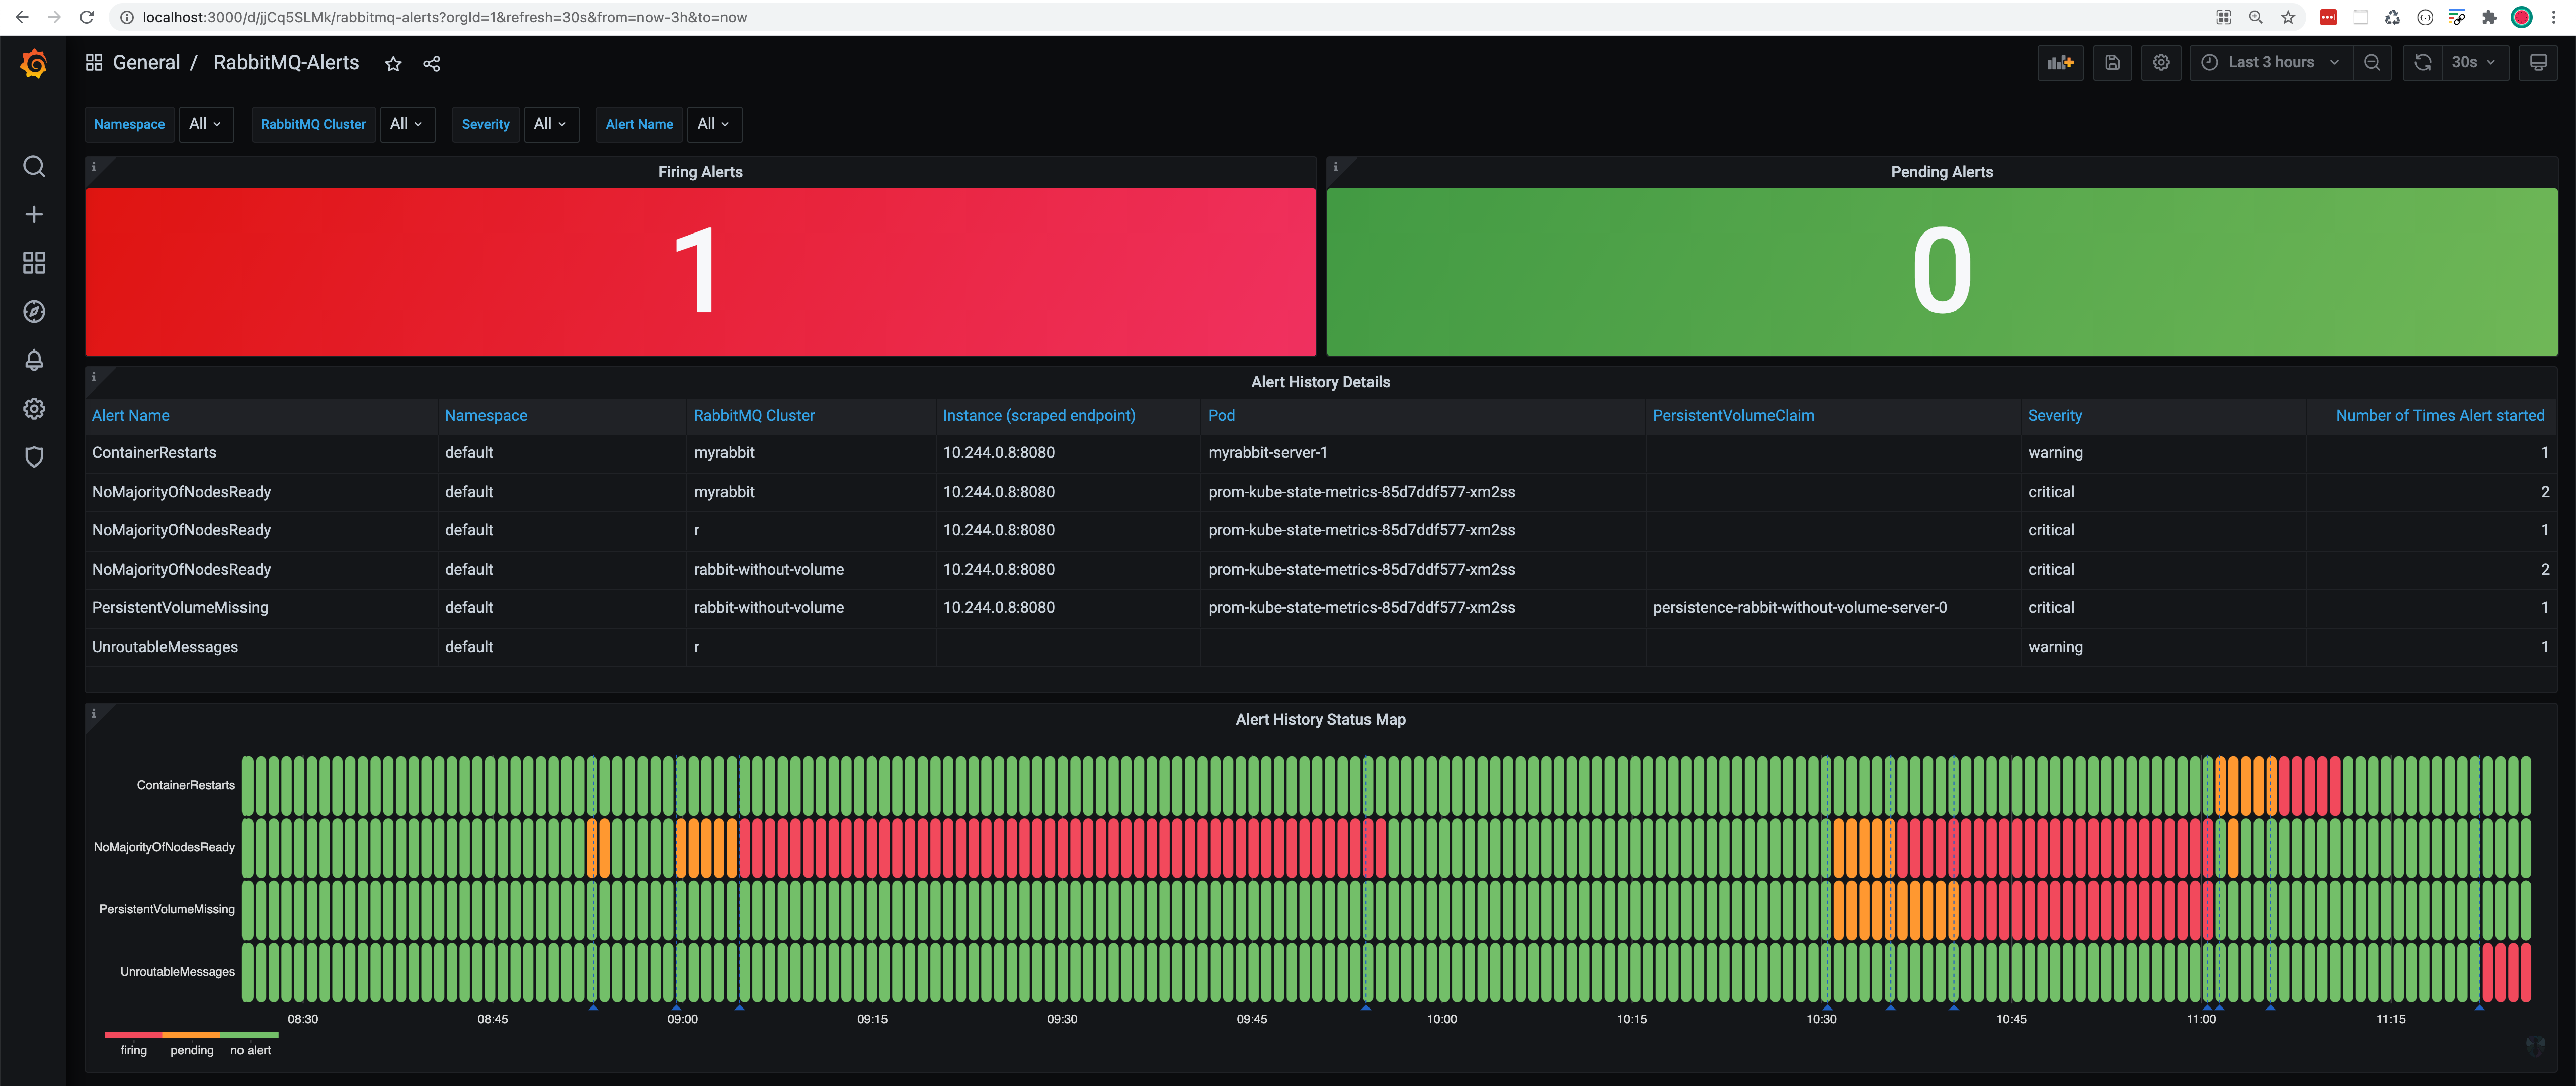 localhost:3000/d/jjCq5SLMk/rabbitmq-alerts?orgId=1&refresh=30s&from=now-3h&to=now
General / RabbitMQ-Alerts
Last 3 hours
30s
Namespace All RabbitMQ Cluster All Severity All Alert Name All
Firing Alerts
1
Pending Alerts
0
Alert History Details
Alert Name Namespace RabbitMQ Cluster Instance (scraped endpoint) Pod PersistentVolumeClaim Severity Number of Times Alert started
ContainerRestarts default myrabbit 10.244.0.8:8080 myrabbit-server-1 warning 1
NoMajorityOfNodesReady default myrabbit 10.244.0.8:8080 prom-kube-state-metrics-85d7ddf577-xm2ss critical 2
NoMajorityOfNodesReady default r 10.244.0.8:8080 prom-kube-state-metrics-85d7ddf577-xm2ss critical 1
NoMajorityOfNodesReady default rabbit-without-volume 10.244.0.8:8080 prom-kube-state-metrics-85d7ddf577-xm2ss critical 2
PersistentVolumeMissing default rabbit-without-volume 10.244.0.8:8080 prom-kube-state-metrics-85d7ddf577-xm2ss persistence-rabbit-without-volume-server-0 critical 1
UnroutableMessages default r warning 1
Alert History Status Map
ContainerRestarts
NoMajorityOfNodesReady
PersistentVolumeMissing
UnroutableMessages
08:30 08:45 09:00 09:15 09:30 09:45 10:00 10:15 10:30 10:45 11:00 11:15
firing pending no alert